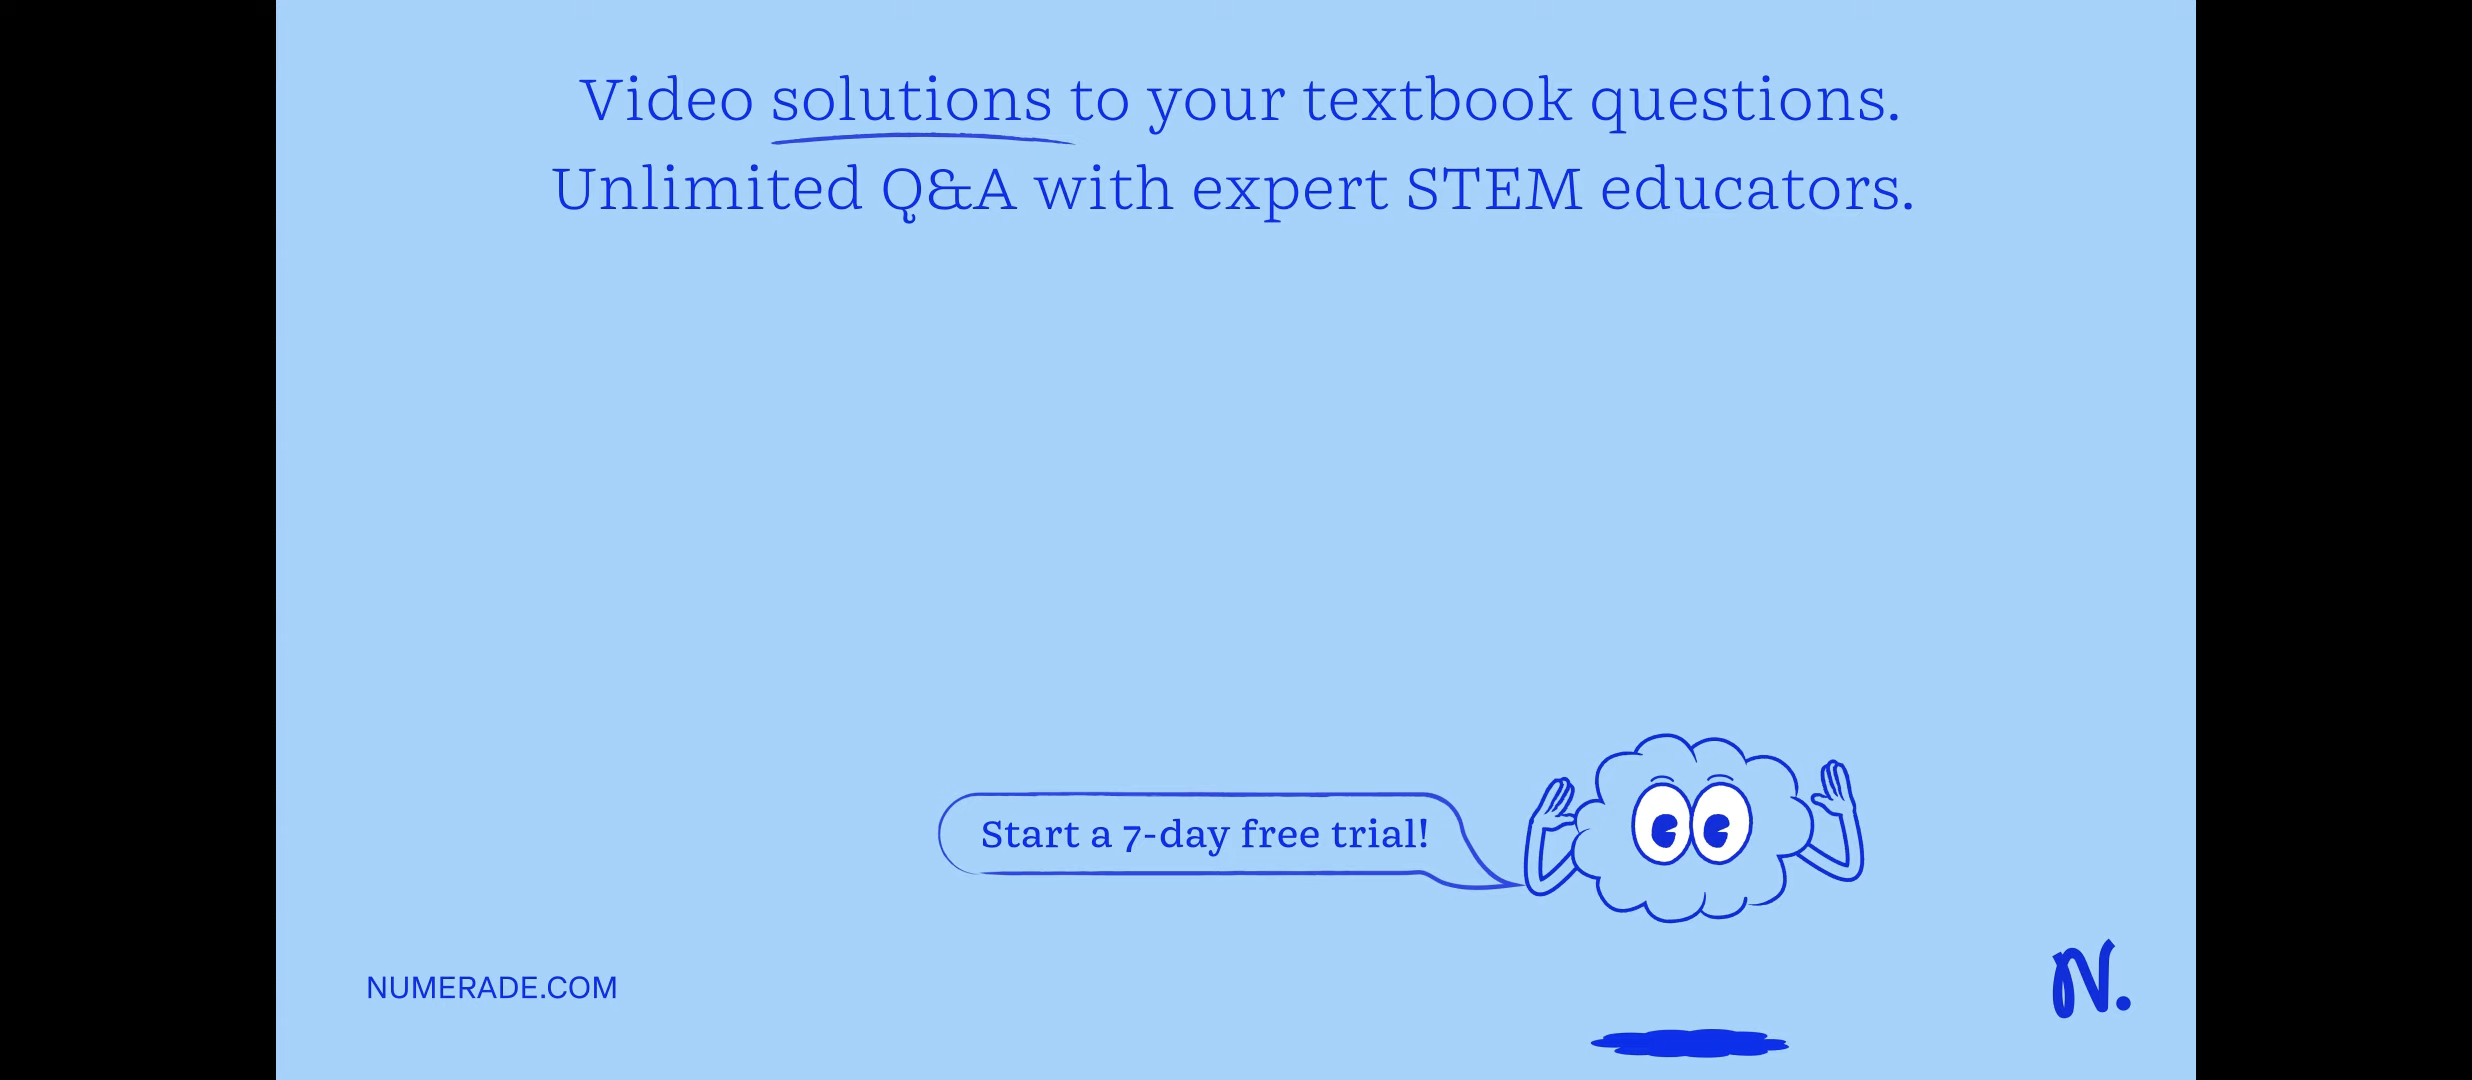 Video solutions to your textbook questions.
Unlimited Q&A with expert STEM educators.
Start a 7-day free trial!
NUMERADE.COM
N.